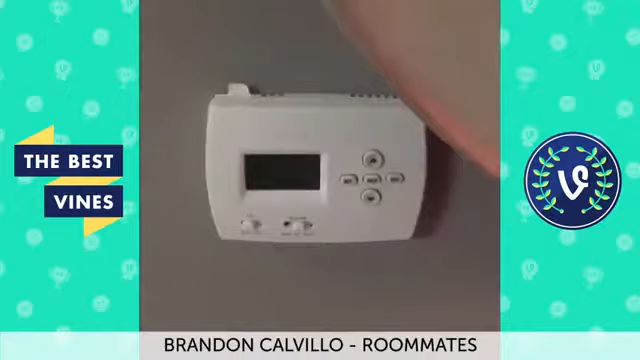 THE BEST
VINES
BRANDON CALVILLO - ROOMMATES